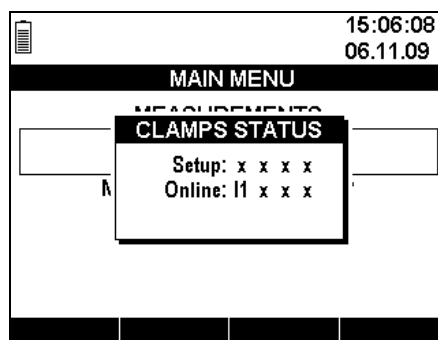 15:06:08
06.11.09
MAIN MENU
CLAMPS STATUS
Setup: x x x x
Online: I1 x x x